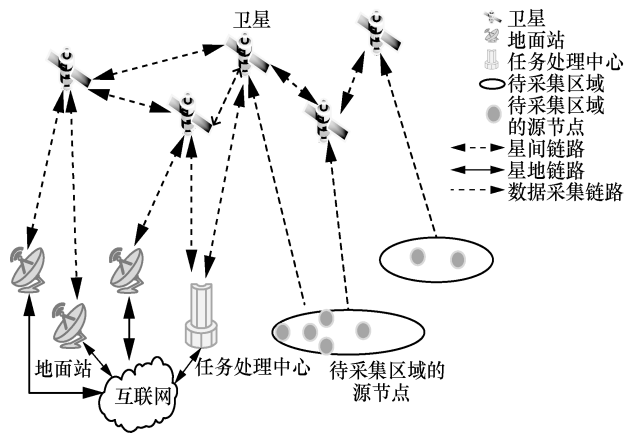 卫星
卫星
地面站
任务处理中心
待采集区域
待采集区域
的源节点
星间链路
星地链路
数据采集链路
地面站
任务处理中心
待采集区域的
源节点
互联网